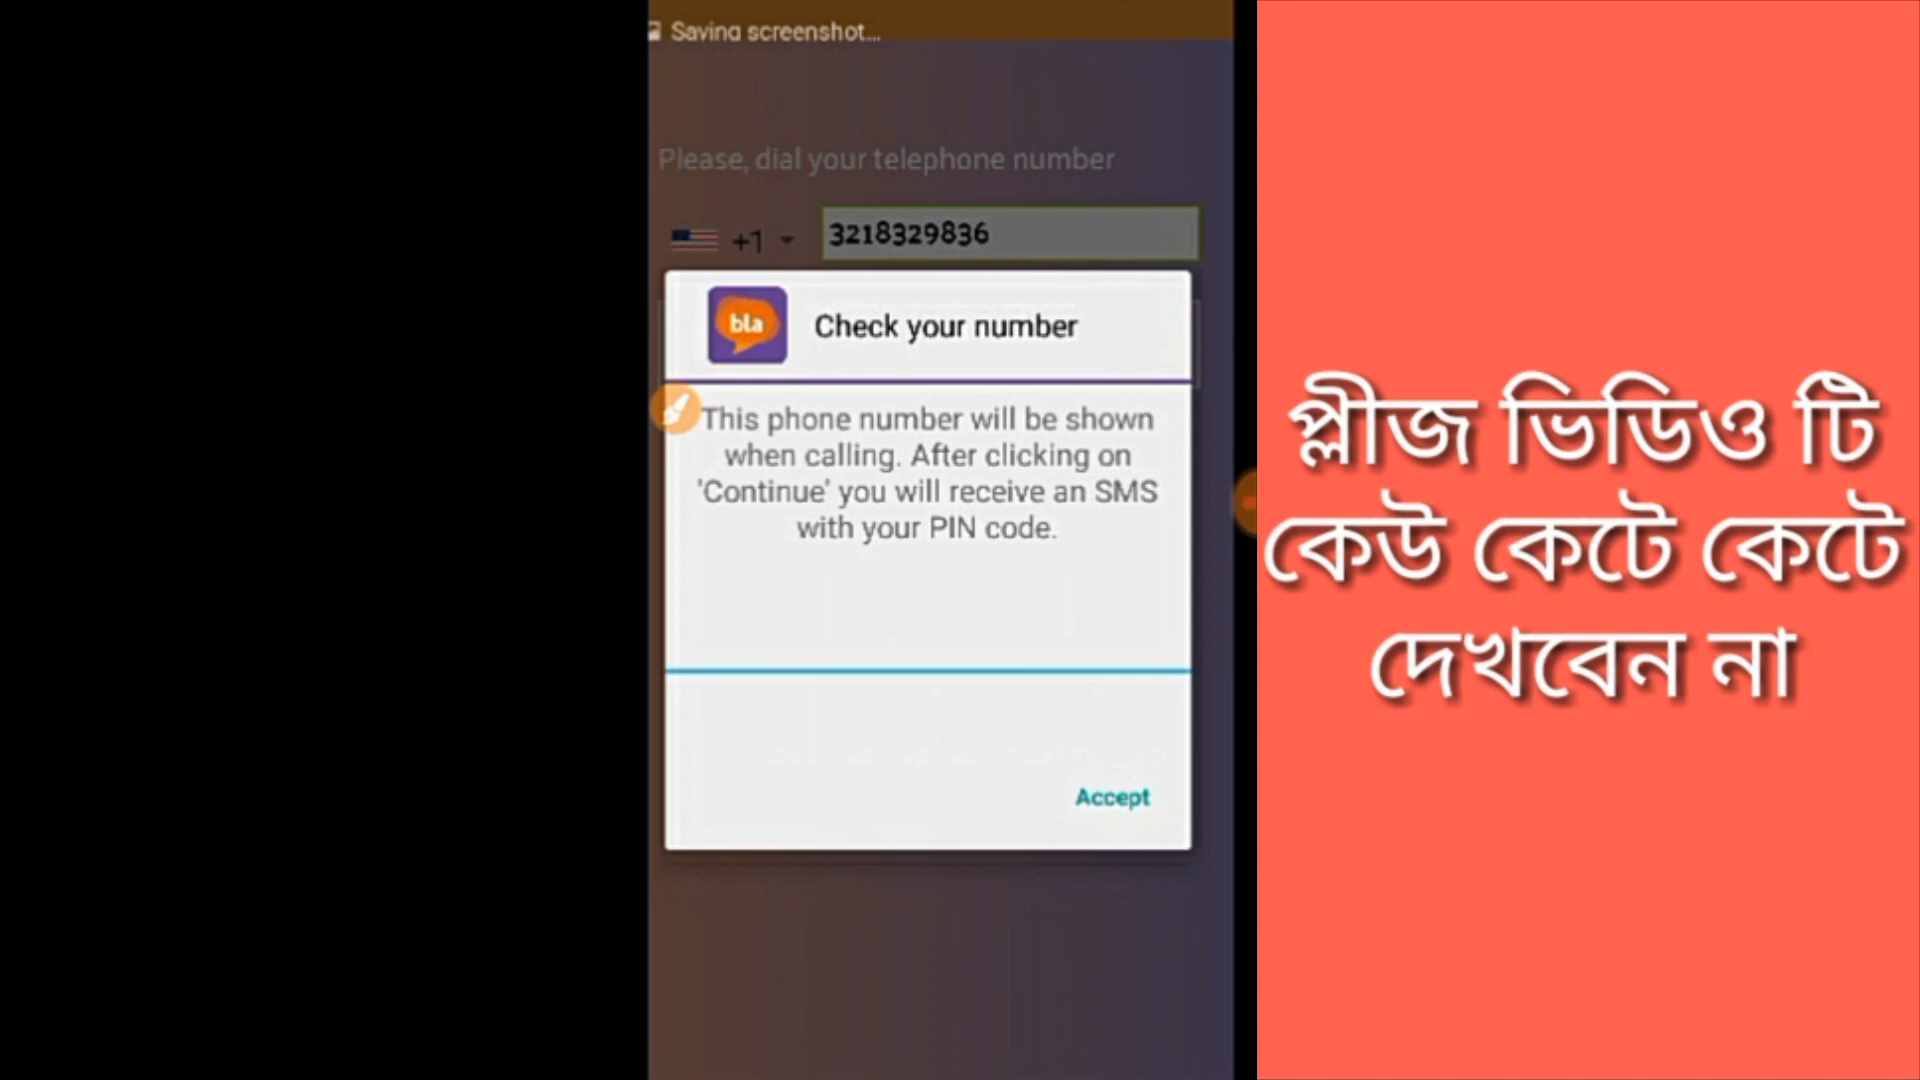 Saving screenshot...
Please, dial your telephone number
+1 3218329836
bla Check your number
This phone number will be shown
when calling. After clicking on
'Continue' you will receive an SMS
with your PIN code.
Accept
প্লীজ ভিডিও টি
কেউ কেটে কেটে
দেখবেন না